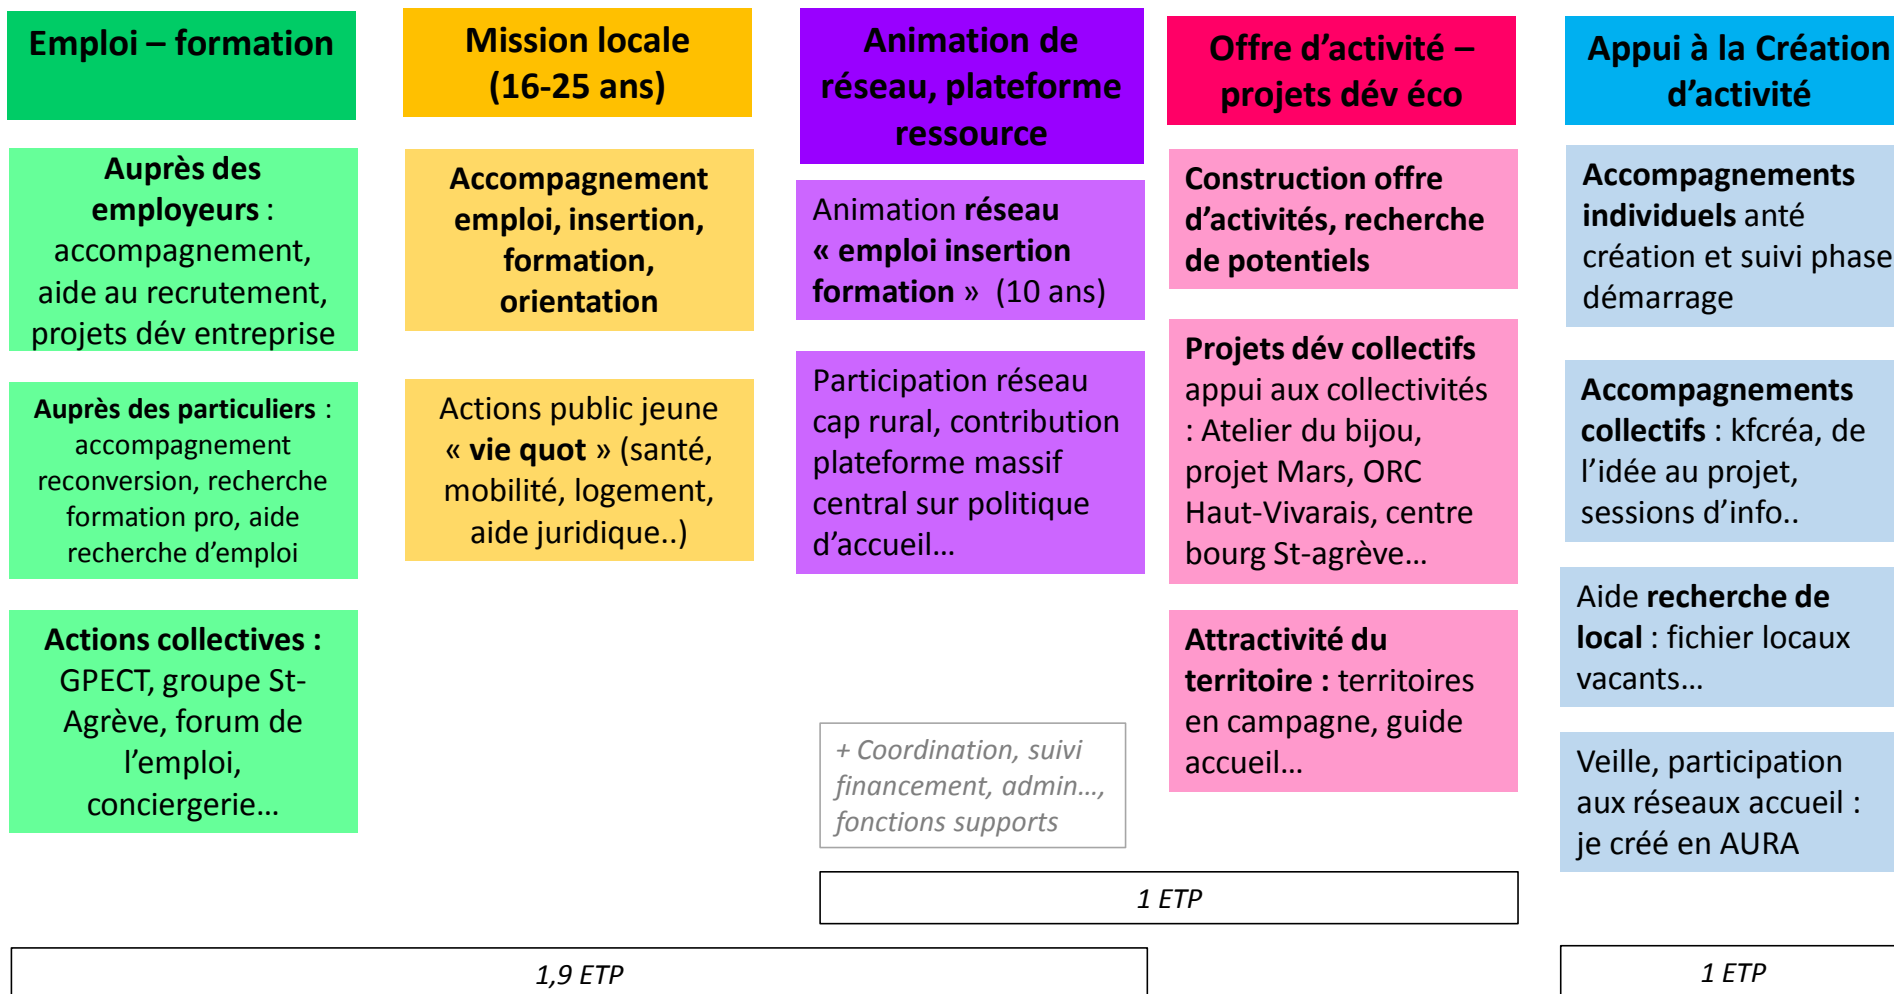 Emploi – formation
Auprès des
employeurs :
accompagnement,
aide au recrutement,
projets dév entreprise
Auprès des particuliers :
accompagnement
reconversion, recherche
formation pro, aide
recherche d'emploi
Actions collectives :
GPECT, groupe St-
Agrève, forum de
l'emploi,
conciergerie…
Mission locale
(16-25 ans)
Accompagnement
emploi, insertion,
formation,
orientation
Actions public jeune
« vie quot » (santé,
mobilité, logement,
aide juridique..)
Animation de
réseau, plateforme
ressource
Animation réseau
« emploi insertion
formation » (10 ans)
Participation réseau
cap rural, contribution
plateforme massif
central sur politique
d'accueil…
+ Coordination, suivi
financement, admin…,
fonctions supports
Offre d'activité –
projets dév éco
Construction offre
d'activités, recherche
de potentiels
Projets dév collectifs
appui aux collectivités
: Atelier du bijou,
projet Mars, ORC
Haut-Vivarais, centre
bourg St-agrève…
Attractivité du
territoire : territoires
en campagne, guide
accueil…
Appui à la Création
d'activité
Accompagnements
individuels anté
création et suivi phase
démarrage
Accompagnements
collectifs : kfcréa, de
l'idée au projet,
sessions d'info..
Aide recherche de
local : fichier locaux
vacants…
Veille, participation
aux réseaux accueil :
je créé en AURA
1 ETP
1,9 ETP
1 ETP